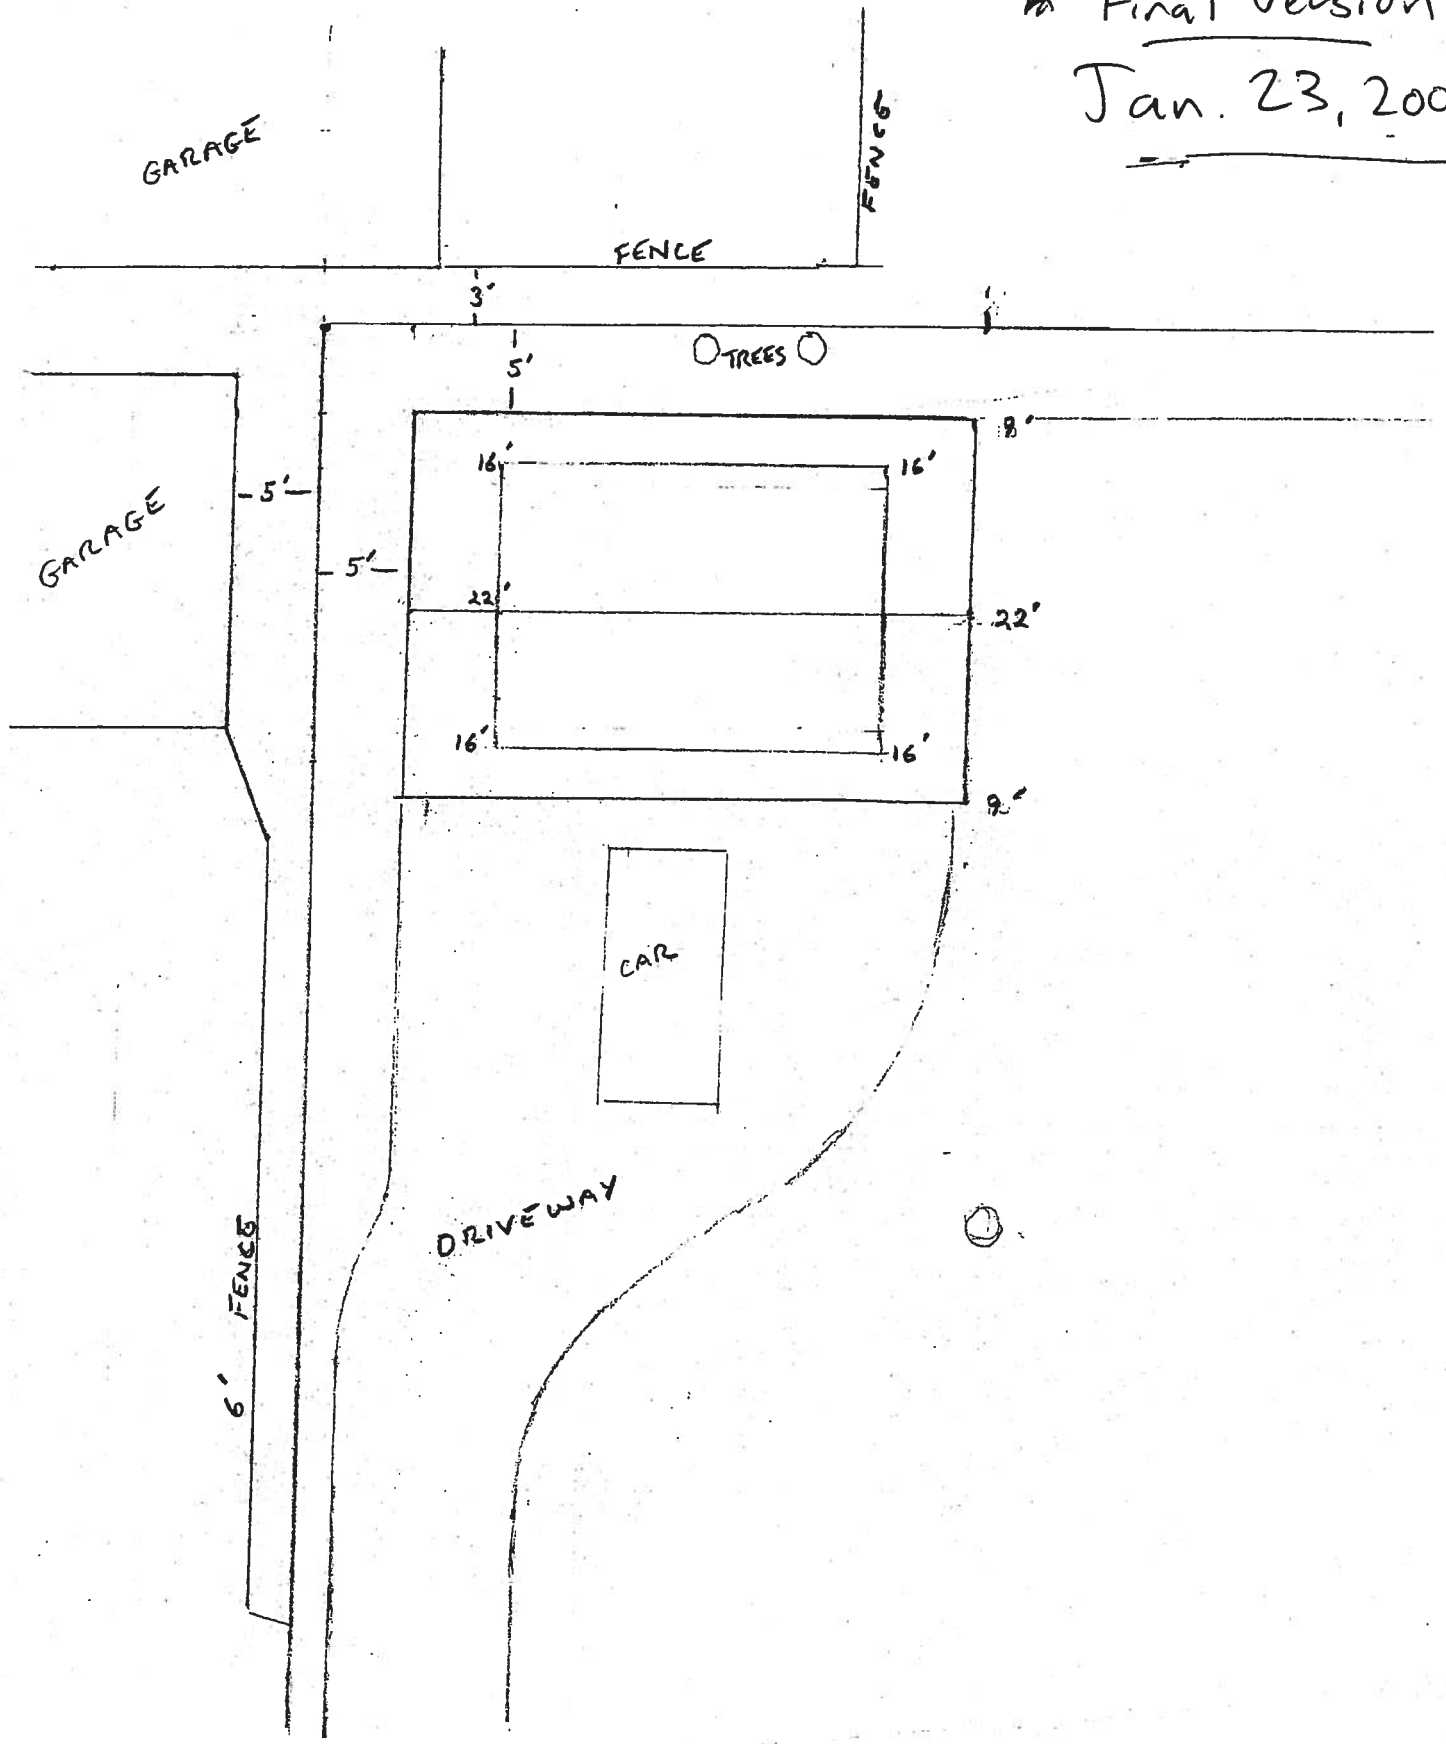 Final Version
Jan. 23, 200
GARAGE
FENCE
FENCE
3'
5'
TREES
8'
16'
16'
GARAGE
5'
5'
22'
22'
16'
16'
CAR
DRIVEWAY
FENCE
6'